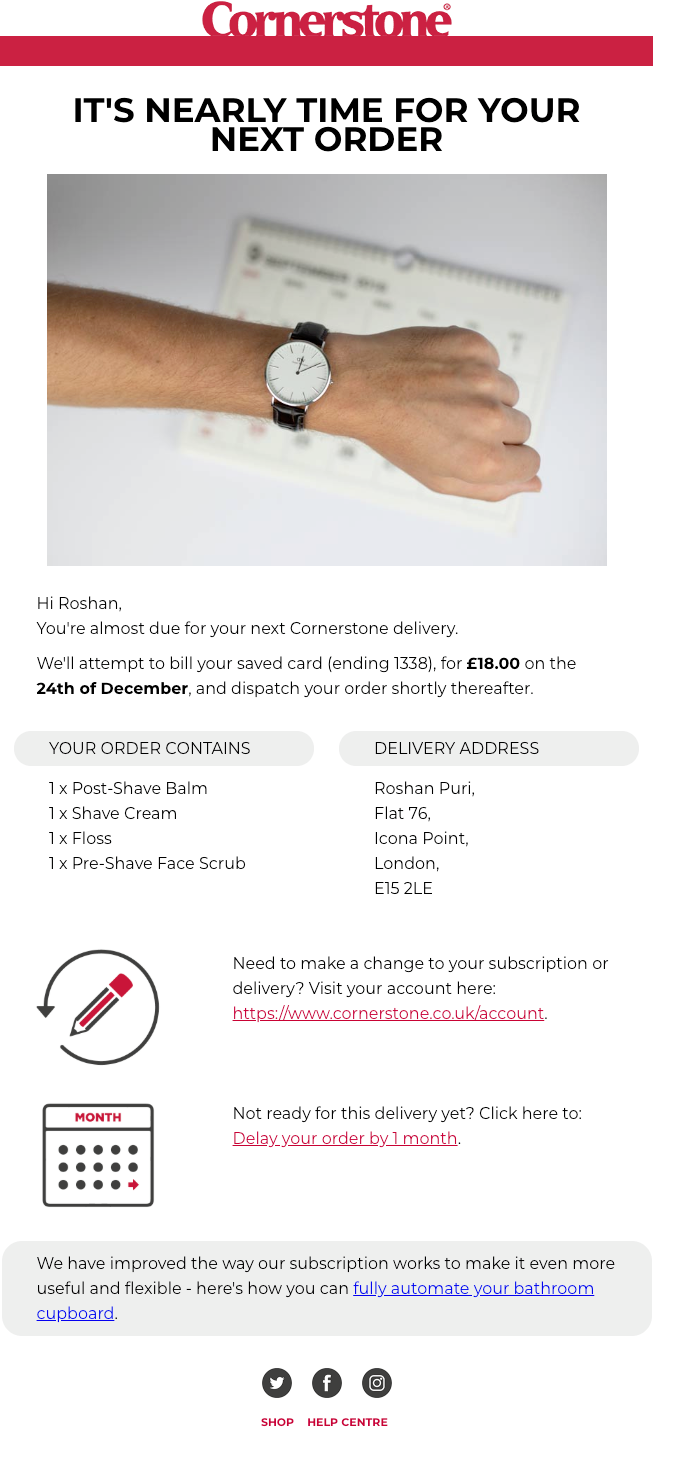 Cornerstone®
IT'S NEARLY TIME FOR YOUR
NEXT ORDER
SEPTEMBER
Hi Roshan,
You're almost due for your next Cornerstone delivery.
We'll attempt to bill your saved card (ending 1338), for £18.00 on the
24th of December, and dispatch your order shortly thereafter.
YOUR ORDER CONTAINS
1 x Post-Shave Balm
1 x Shave Cream
1 x Floss
1 x Pre-Shave Face Scrub
DELIVERY ADDRESS
Roshan Puri,
Flat 76,
Icona Point,
London,
E15 2LE
Need to make a change to your subscription or
delivery? Visit your account here:
https://www.cornerstone.co.uk/account.
MONTH
Not ready for this delivery yet? Click here to:
Delay your order by 1 month.
We have improved the way our subscription works to make it even more
useful and flexible - here's how you can fully automate your bathroom
cupboard.
SHOP HELP CENTRE